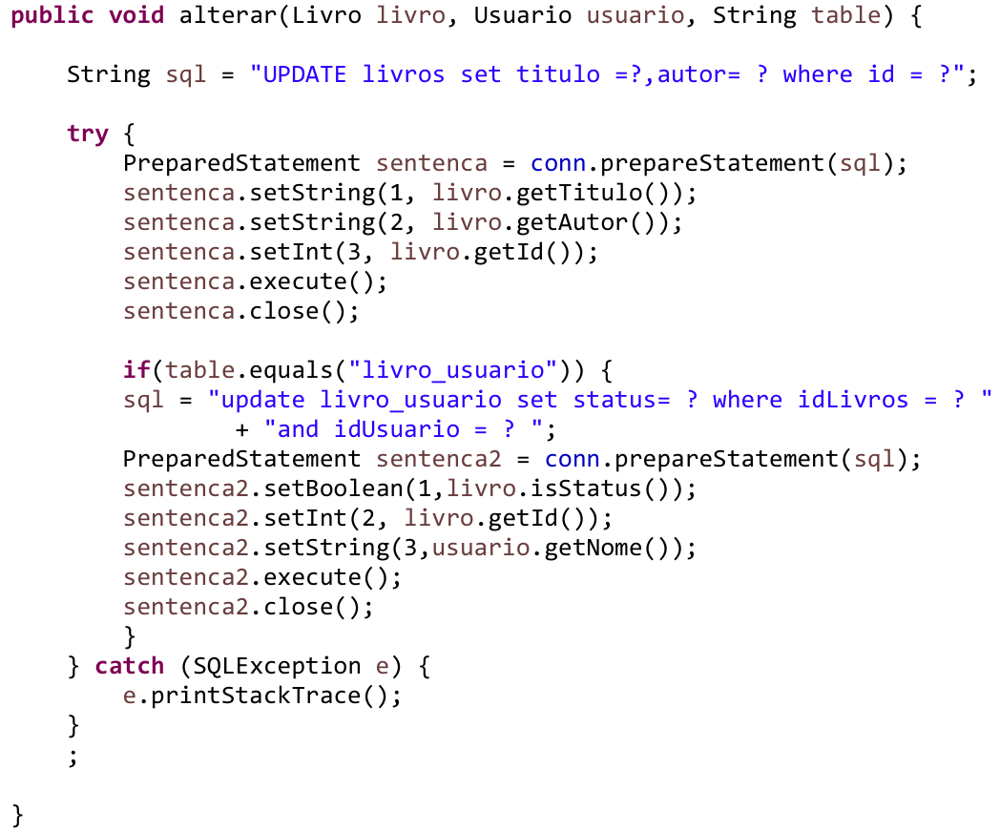 public void alterar(Livro livro, Usuario usuario, String table) {
String sql = "UPDATE livros set titulo =?,autor= ? where id = ?";
try {
PreparedStatement sentenca = conn.prepareStatement(sql);
sentenca.setString(1, livro.getTitulo());
sentenca.setString(2, livro.getAutor());
sentenca.setInt(3, livro.getId());
sentenca.execute();
sentenca.close();
if(table.equals("livro_usuario")) {
sql = "update livro_usuario set status= ? where idLivros = ? "
+ "and idUsuario = ? ";
PreparedStatement sentenca2 = conn.prepareStatement(sql);
sentenca2.setBoolean(1,livro.isStatus());
sentenca2.setInt(2, livro.getId());
sentenca2.setString(3,usuario.getNome());
sentenca2.execute();
sentenca2.close();
}
} catch (SQLException e) {
e.printStackTrace();
}
;
}